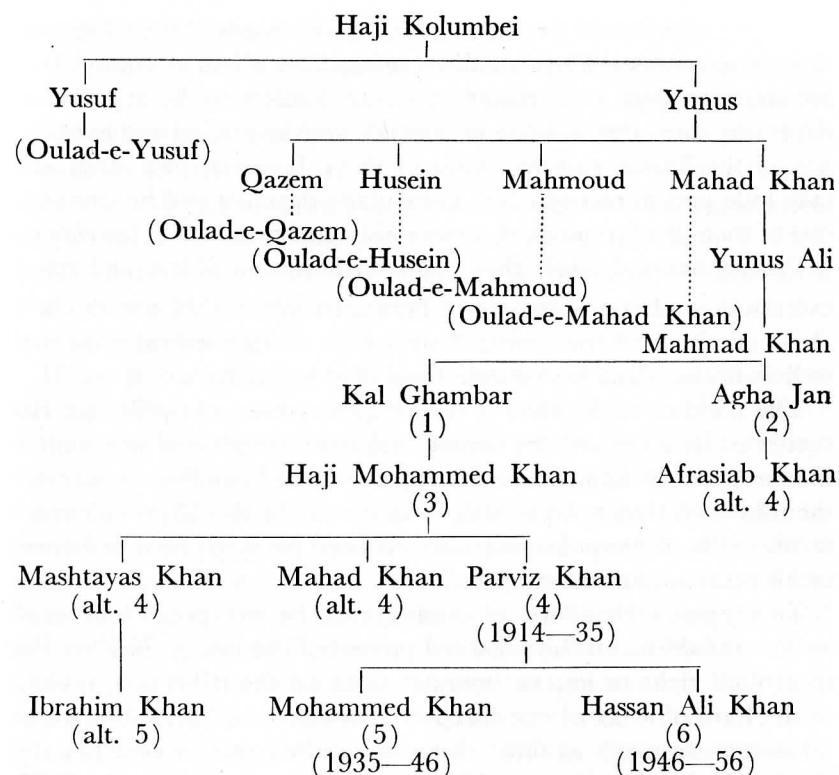 Haji Kolumbei
Yusuf Yunus
(Oulad-e-Yusuf)
Qazem Husein Mahmoud Mahad Khan
(Oulad-e-Qazem)
(Oulad-e-Husein) Yunus Ali
(Oulad-e-Mahmoud)
(Oulad-e-Mahad Khan)
Mahmad Khan
Kal Ghambar Agha Jan
(1) (2)
Haji Mohammed Khan Afrasiab Khan
(3) (alt. 4)
Mashtayas Khan Mahad Khan Parviz Khan
(alt. 4) (alt. 4) (4)
(1914—35)
Ibrahim Khan Mohammed Khan Hassan Ali Khan
(alt. 5) (5) (6)
(1935—46) (1946—56)